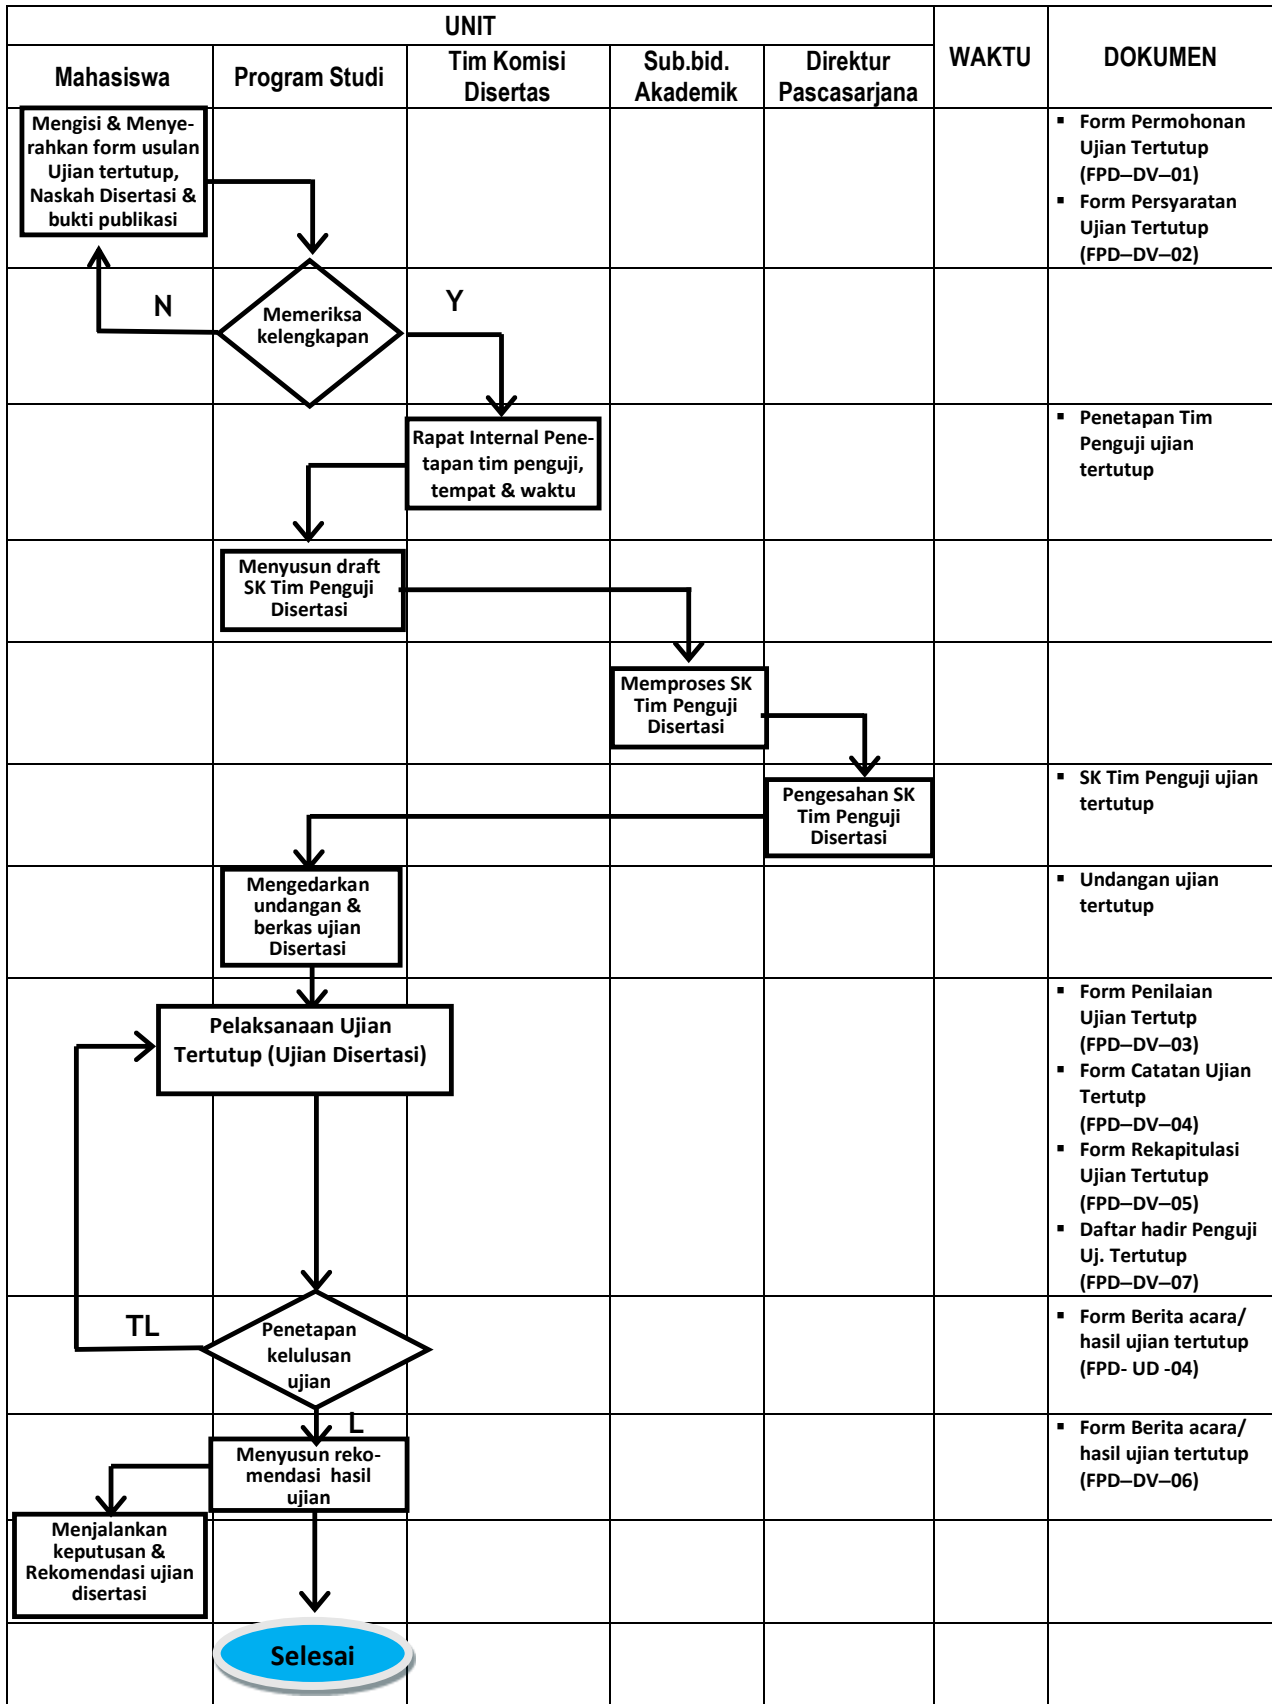 UNIT
WAKTU
DOKUMEN
Mahasiswa
Program Studi
Tim Komisi
Disertas
Sub.bid.
Akademik
Direktur
Pascasarjana
Mengisi & Menye-
rahkan form usulan
Ujian tertutup,
Naskah Disertasi &
bukti publikasi
▪ Form Permohonan
Ujian Tertutup
(FPD–DV–01)
▪ Form Persyaratan
Ujian Tertutup
(FPD–DV–02)
N
Memeriksa
kelengkapan
Y
Rapat Internal Pene-
tapan tim penguji,
tempat & waktu
▪ Penetapan Tim
Penguji ujian
tertutup
Menyusun draft
SK Tim Penguji
Disertasi
Memproses SK
Tim Penguji
Disertasi
Pengesahan SK
Tim Penguji
Disertasi
▪ SK Tim Penguji ujian
tertutup
Mengedarkan
undangan &
berkas ujian
Disertasi
▪ Undangan ujian
tertutup
Pelaksanaan Ujian
Tertutup (Ujian Disertasi)
▪ Form Penilaian
Ujian Tertutp
(FPD–DV–03)
▪ Form Catatan Ujian
Tertutp
(FPD–DV–04)
▪ Form Rekapitulasi
Ujian Tertutup
(FPD–DV–05)
▪ Daftar hadir Penguji
Uj. Tertutup
(FPD–DV–07)
TL
Penetapan
kelulusan
ujian
▪ Form Berita acara/
hasil ujian tertutup
(FPD- UD -04)
L
Menyusun reko-
mendasi hasil
ujian
▪ Form Berita acara/
hasil ujian tertutup
(FPD–DV–06)
Menjalankan
keputusan &
Rekomendasi ujian
disertasi
Selesai